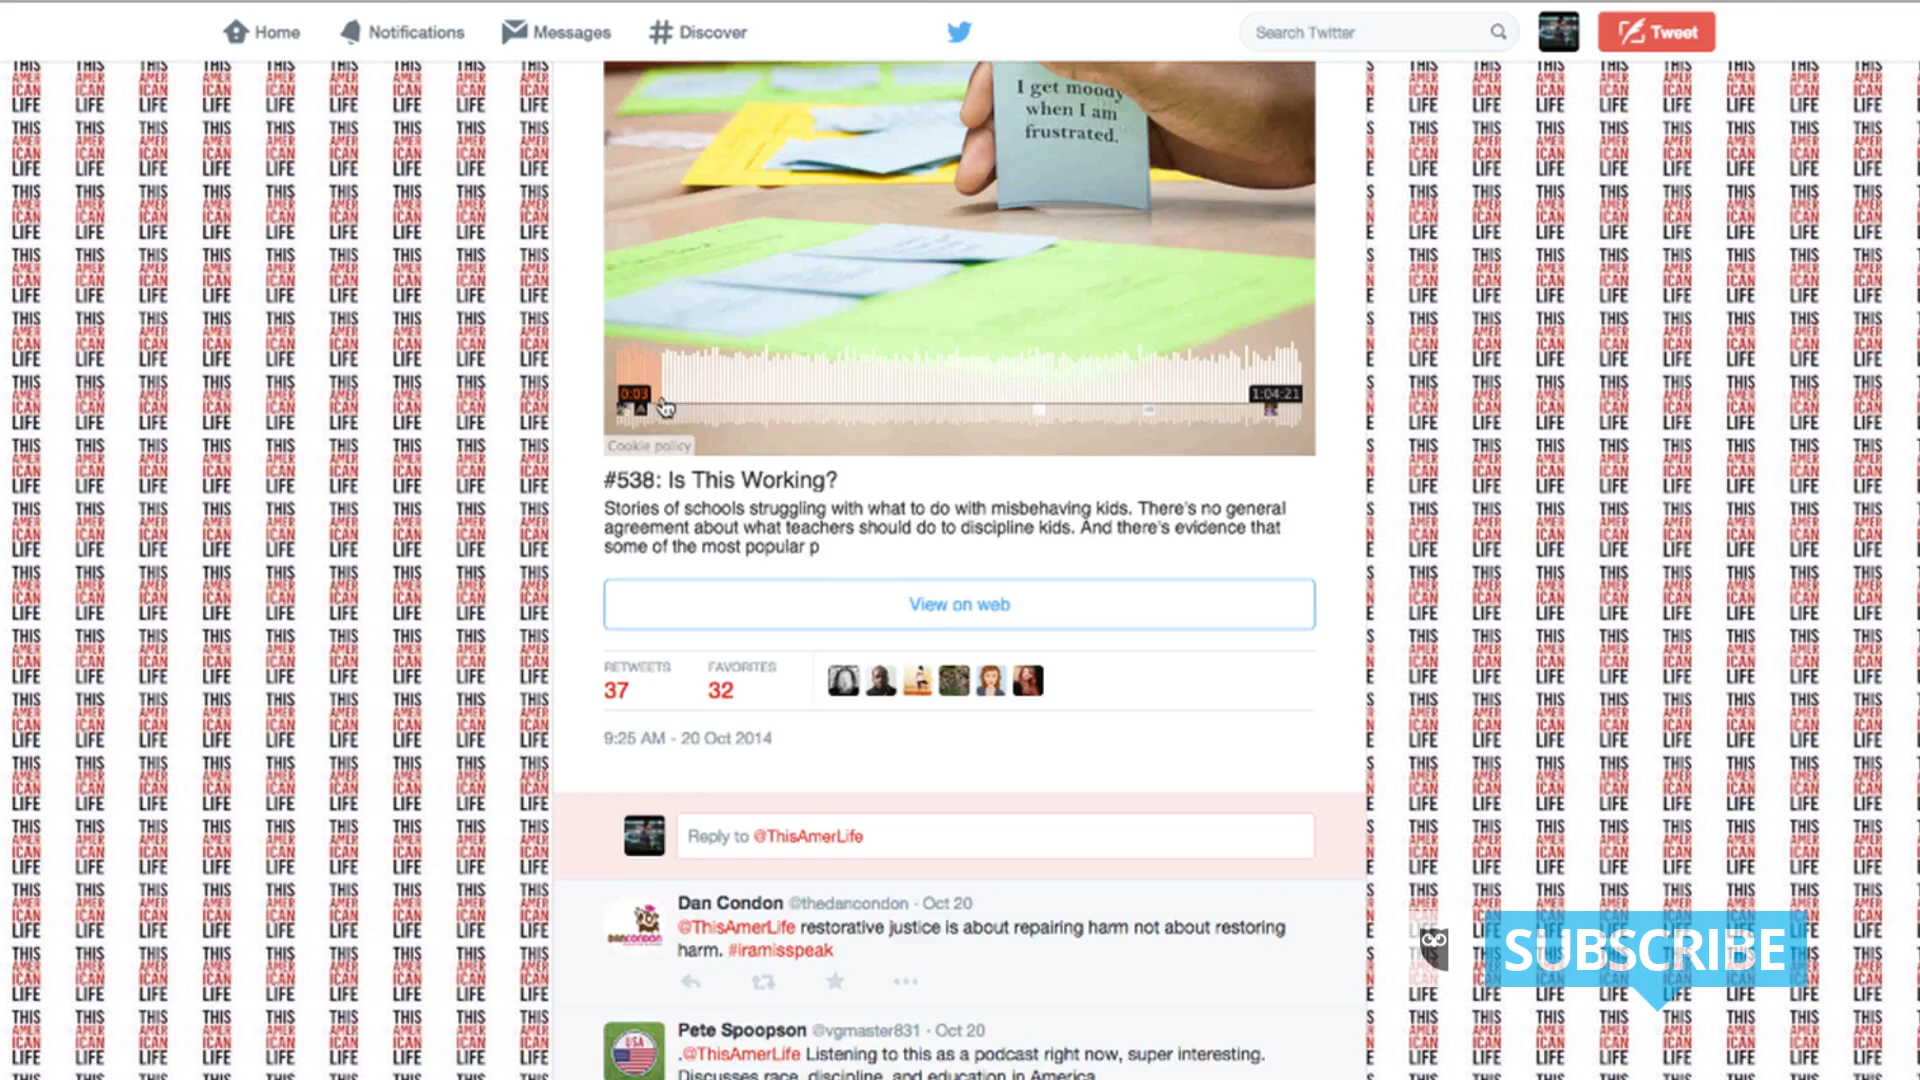 Home Notifications Messages # Discover Search Twitter Tweet
I get moody
when I am
frustrated.
0:03 1:04:21
Cookie policy
#538: Is This Working?
Stories of schools struggling with what to do with misbehaving kids. There's no general
agreement about what teachers should do to discipline kids. And there's evidence that
some of the most popular p
View on web
RETWEETS FAVORITES
37 32
9:25 AM - 20 Oct 2014
Reply to @ThisAmerLife
Dan Condon @thedancondon · Oct 20
@ThisAmerLife restorative justice is about repairing harm not about restoring
harm. #iramisspeak
Pete Spoopson @vgmaster831 · Oct 20
.@ThisAmerLife Listening to this as a podcast right now, super interesting.
Discusses race, discipline, and education in America
THIS
AMER
ICAN
LIFE
SUBSCRIBE